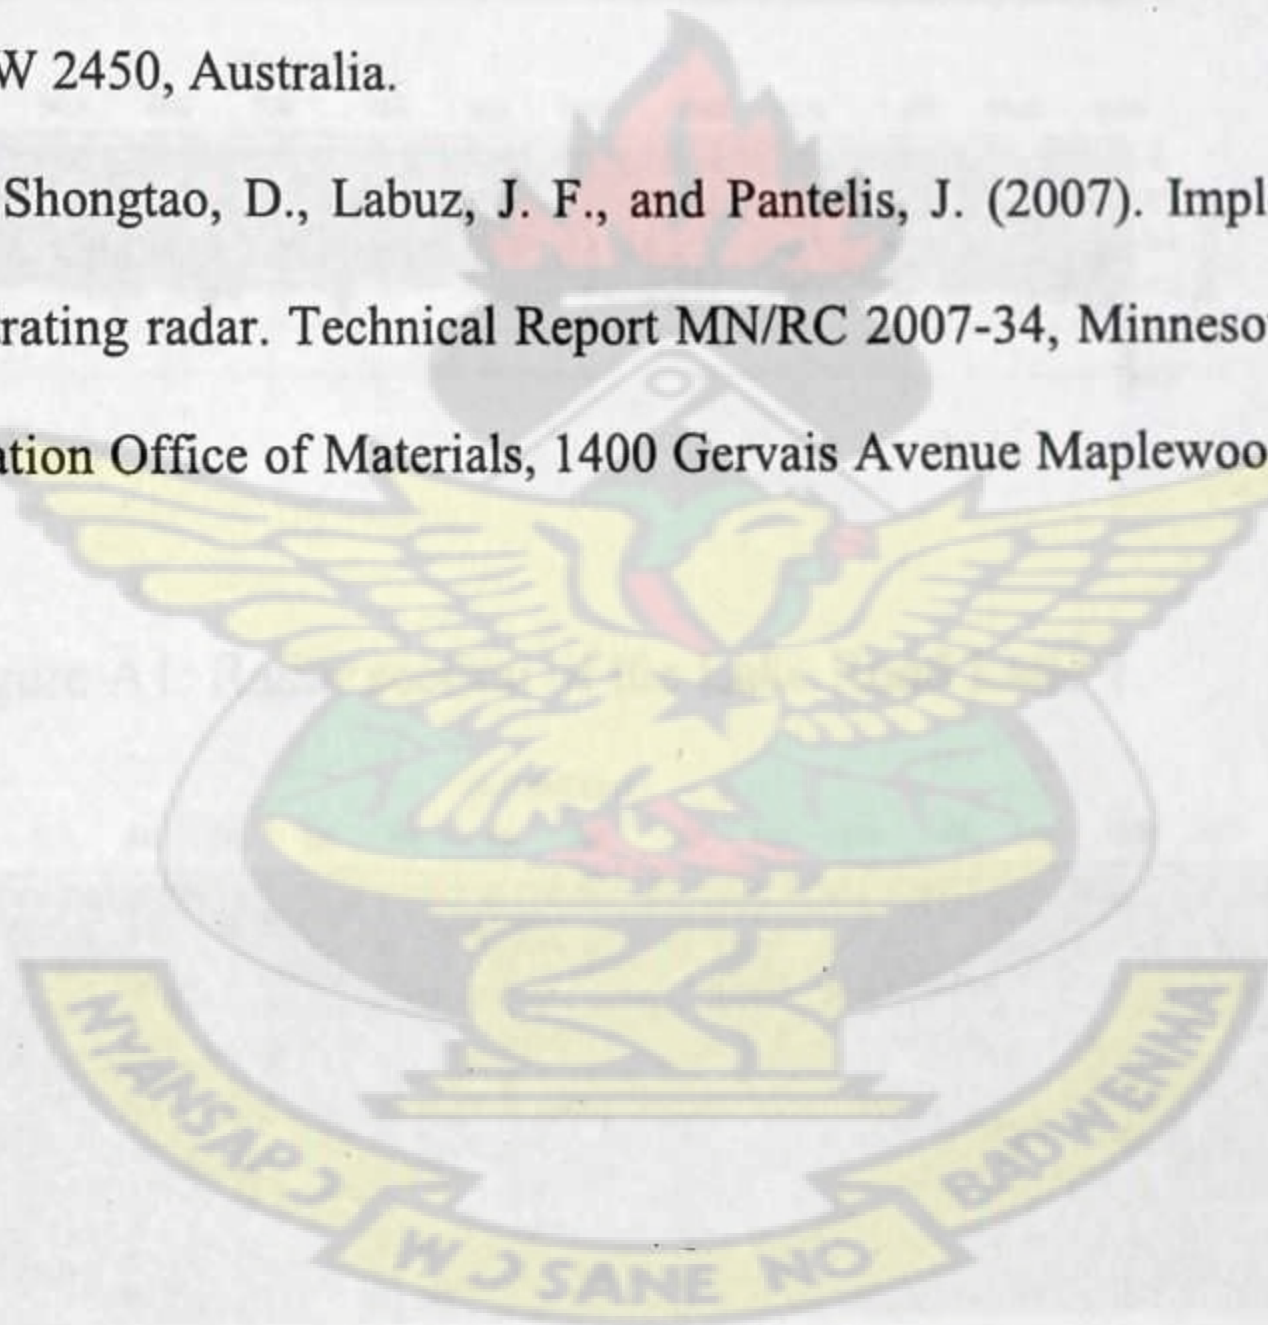 W 2450, Australia.
Shongtao, D., Labuz, J. F., and Pantelis, J. (2007). Impl
rating radar. Technical Report MN/RC 2007-34, Minneso
ation Office of Materials, 1400 Gervais Avenue Maplewoo
NYANSAPƆ
WƆSANE NO
BADWENMA